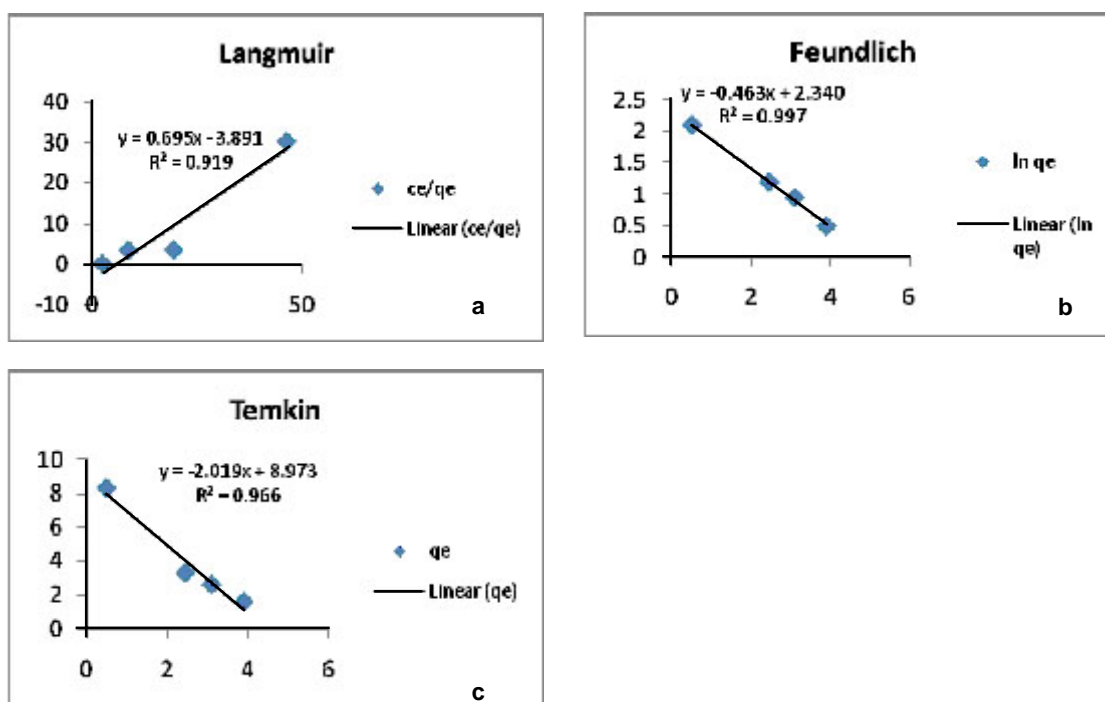 Langmuir
40
30
20
10
0
-10
0
50
y = 0.695x - 3.891
R² = 0.919
ce/qe
Linear (ce/qe)
a
Feundlich
2.5
2
1.5
1
0.5
0
0
2
4
6
y = -0.463x + 2.340
R² = 0.997
ln qe
Linear (ln
qe)
b
Temkin
10
8
6
4
2
0
0
2
4
6
y = -2.019x + 8.973
R² = 0.966
qe
Linear (qe)
c